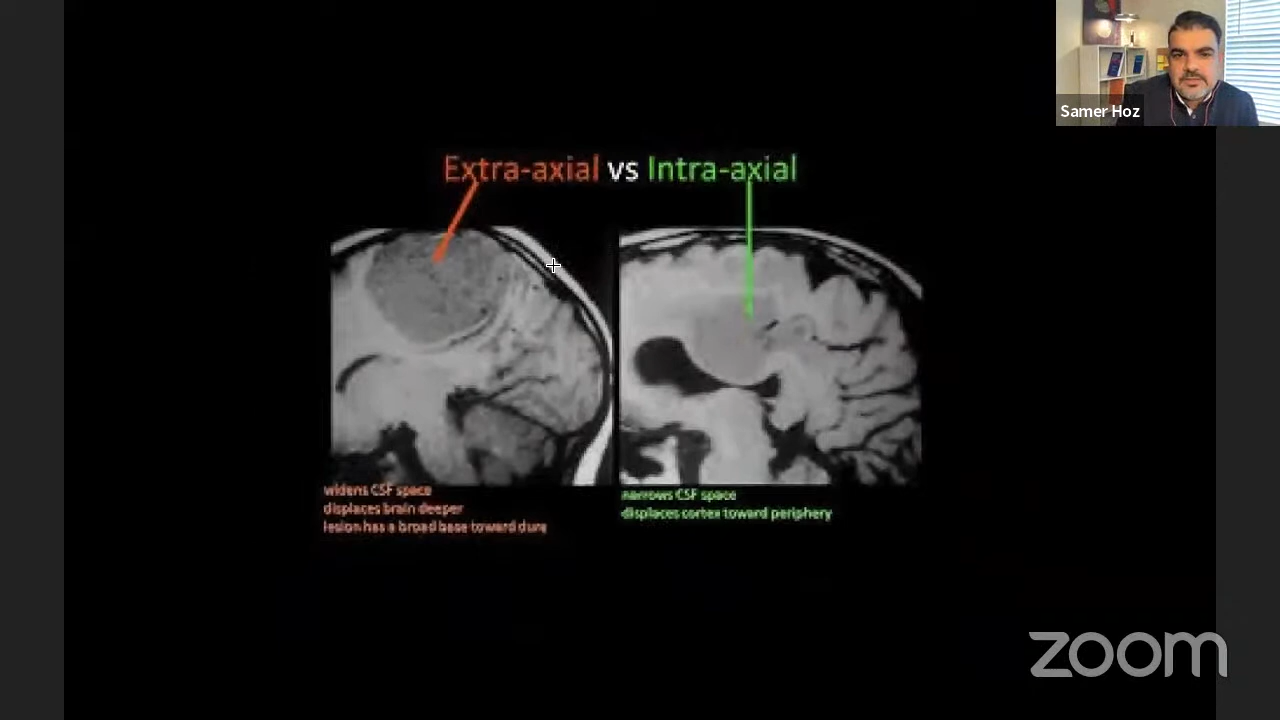 Samer Hoz
Extra-axial vs Intra-axial
widens CSF space
displaces brain deeper
lesion has a broad base toward dura
narrows CSF space
displaces cortex toward periphery
zoom